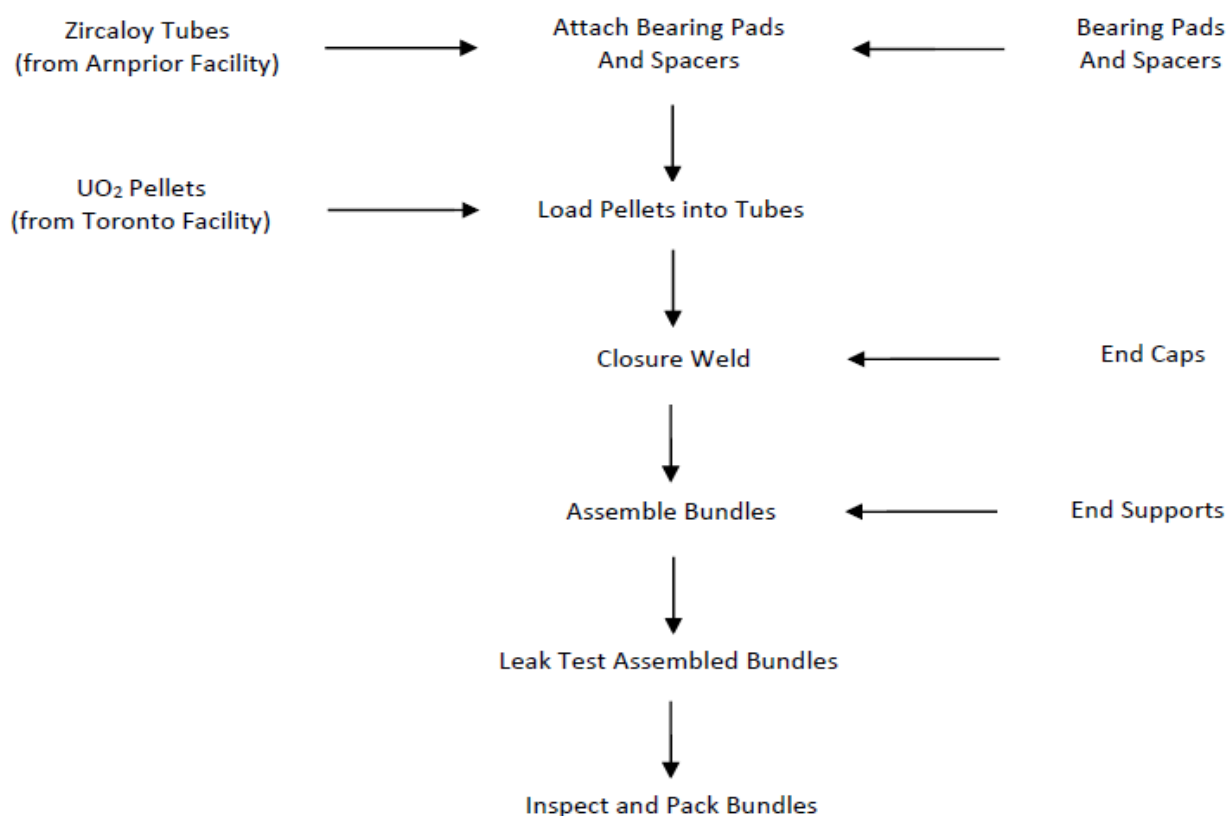 Zircaloy Tubes
(from Arnprior Facility)
Attach Bearing Pads
And Spacers
Bearing Pads
And Spacers
UO₂ Pellets
(from Toronto Facility)
Load Pellets into Tubes
Closure Weld
End Caps
Assemble Bundles
End Supports
Leak Test Assembled Bundles
Inspect and Pack Bundles